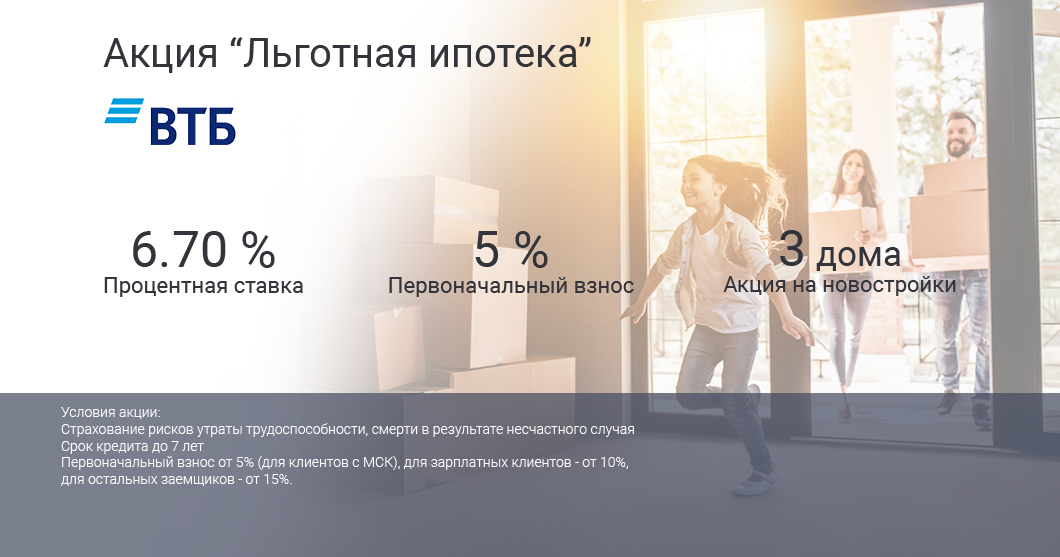 Акция “Льготная ипотека”
ВТБ
6.70 %
Процентная ставка
5 %
Первоначальный взнос
3 дома
Акция на новостройки
Условия акции:
Страхование рисков утраты трудоспособности, смерти в результате несчастного случая
Срок кредита до 7 лет
Первоначальный взнос от 5% (для клиентов с МСК), для зарплатных клиентов - от 10%,
для остальных заемщиков - от 15%.